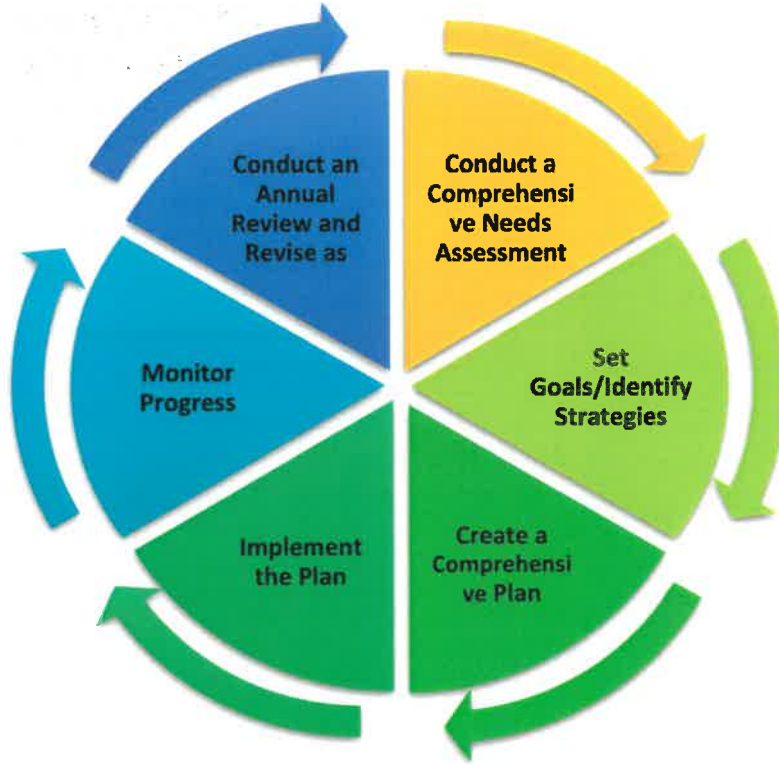 Conduct a
Comprehensi
ve Needs
Assessment
Set
Goals/Identify
Strategies
Create a
Comprehensi
ve Plan
Implement
the Plan
Monitor
Progress
Conduct an
Annual
Review and
Revise as